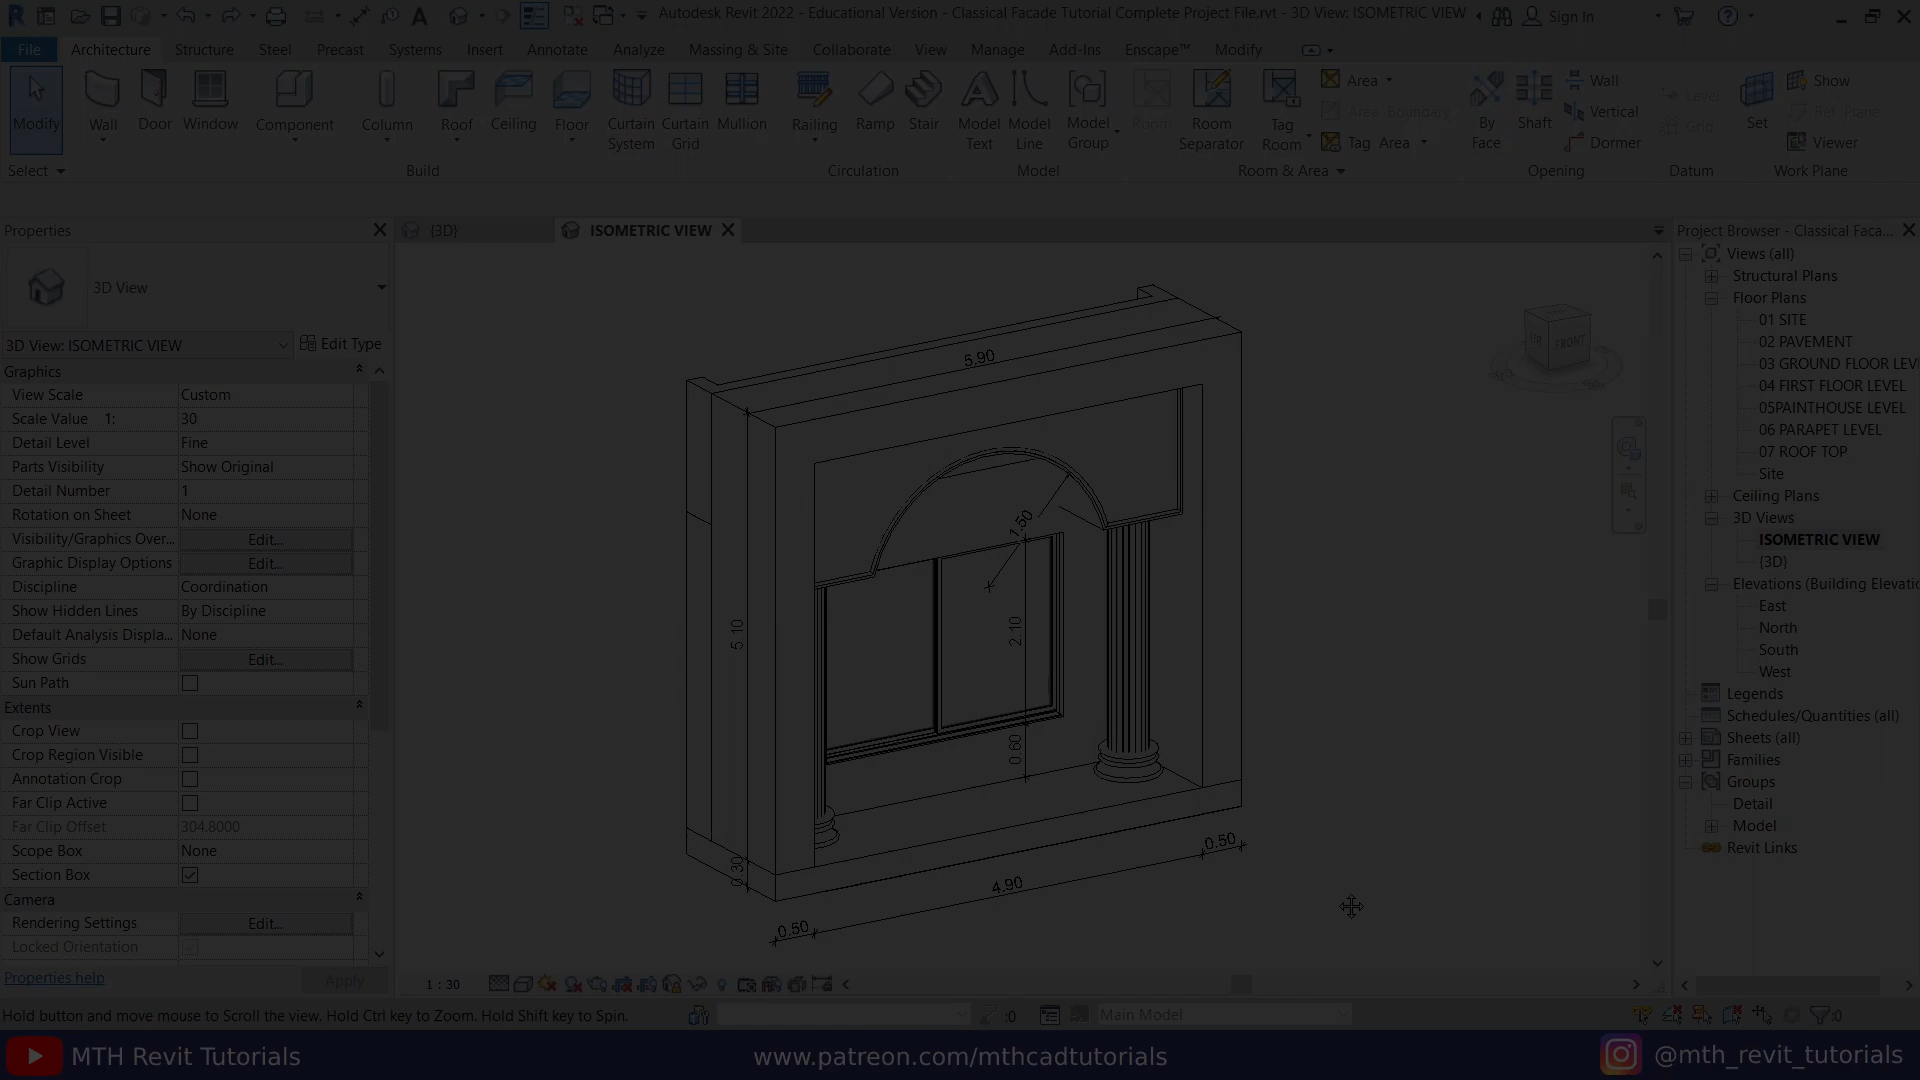 Autodesk Revit 2022 - Educational Version - Classical Facade Tutorial Complete Project File.rvt - 3D View: ISOMETRIC VIEW
Sign In
File Architecture Structure Steel Precast Systems Insert Annotate Analyze Massing & Site Collaborate View Manage Add-Ins Enscape™ Modify
Modify
Wall
Door
Window
Component
Column
Roof
Ceiling
Floor
Curtain System
Curtain Grid
Mullion
Railing
Ramp
Stair
Model Text
Model Line
Model Group
Room
Room Separator
Tag Room
Area
Area Boundary
Tag Area
By Face
Shaft
Wall
Vertical
Dormer
Level
Grid
Set
Show
Ref Plane
Viewer
Select
Build
Circulation
Model
Room & Area
Opening
Datum
Work Plane
Properties
3D View
3D View: ISOMETRIC VIEW
Edit Type
Graphics
View Scale Custom
Scale Value 1: 30
Detail Level Fine
Parts Visibility Show Original
Detail Number 1
Rotation on Sheet None
Visibility/Graphics Over... Edit...
Graphic Display Options Edit...
Discipline Coordination
Show Hidden Lines By Discipline
Default Analysis Displa... None
Show Grids Edit...
Sun Path
Extents
Crop View
Crop Region Visible
Annotation Crop
Far Clip Active
Far Clip Offset 304.8000
Scope Box None
Section Box
Camera
Rendering Settings Edit...
Locked Orientation
Properties help
Apply
{3D}
ISOMETRIC VIEW
5.90
1.50
2.10
5.10
0.60
0.30
0.50
4.90
0.50
FRONT
1 : 30
Project Browser - Classical Faca...
Views (all)
Structural Plans
Floor Plans
01 SITE
02 PAVEMENT
03 GROUND FLOOR LEV
04 FIRST FLOOR LEVEL
05PAINTHOUSE LEVEL
06 PARAPET LEVEL
07 ROOF TOP
Site
Ceiling Plans
3D Views
ISOMETRIC VIEW
{3D}
Elevations (Building Elevatio
East
North
South
West
Legends
Schedules/Quantities (all)
Sheets (all)
Families
Groups
Detail
Model
Revit Links
Hold button and move mouse to Scroll the view. Hold Ctrl key to Zoom. Hold Shift key to Spin.
:0
Main Model
:0
MTH Revit Tutorials
www.patreon.com/mthcadtutorials
@mth_revit_tutorials